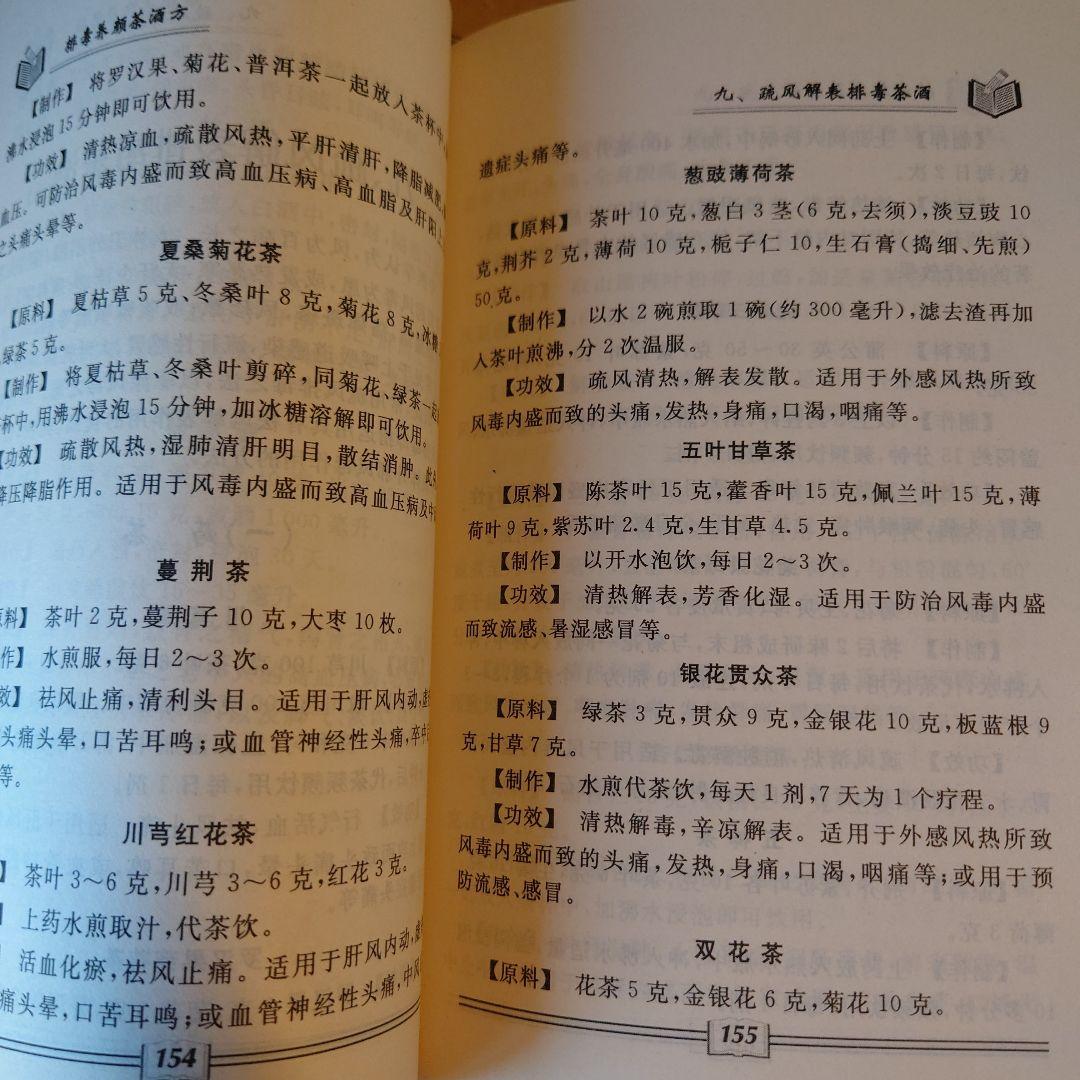 排毒养颜茶酒方
【制作】 将罗汉果、菊花、普洱茶一起放入茶杯中
沸水浸泡15分钟即可饮用。
【功效】 清热凉血，疏散风热，平肝清肝，降脂减肥
血压。可防治风毒内盛而致高血压病、高血脂及肝阳上
之头痛头晕等。
夏桑菊花茶
【原料】 夏枯草5克、冬桑叶8克，菊花8克，冰糖
绿茶5克。
【制作】 将夏枯草、冬桑叶剪碎，同菊花、绿茶一起
杯中，用沸水浸泡15分钟，加冰糖溶解即可饮用。
【功效】 疏散风热，湿肺清肝明目，散结消肿。此
降压降脂作用。适用于风毒内盛而致高血压病及中
蔓荆茶
原料】 茶叶2克，蔓荆子10克，大枣10枚。
作】 水煎服，每日2～3次。
效】 祛风止痛，清利头目。适用于肝风内动，虚
头痛头晕，口苦耳鸣；或血管神经性头痛，卒中
等。
川芎红花茶
】 茶叶3～6克，川芎3～6克，红花3克。
】 上药水煎取汁，代茶饮。
】 活血化瘀，祛风止痛。适用于肝风内动，虚
痛头晕，口苦耳鸣；或血管神经性头痛，中风
154
九、疏风解表排毒茶酒
遗症头痛等。
葱豉薄荷茶
【原料】 茶叶10克，葱白3茎(6克，去须)，淡豆豉10
克，荆芥2克，薄荷10克，栀子仁10，生石膏(捣细、先煎)
50克。
【制作】 以水2碗煎取1碗(约300毫升)，滤去渣再加
入茶叶煎沸，分2次温服。
【功效】 疏风清热，解表发散。适用于外感风热所致
风毒内盛而致的头痛，发热，身痛，口渴，咽痛等。
五叶甘草茶
【原料】 陈茶叶15克，藿香叶15克，佩兰叶15克，薄
荷叶9克，紫苏叶2.4克，生甘草4.5克。
【制作】 以开水泡饮，每日2～3次。
【功效】 清热解表，芳香化湿。适用于防治风毒内盛
而致流感、暑湿感冒等。
银花贯众茶
【原料】 绿茶3克，贯众9克，金银花10克，板蓝根9
克，甘草7克。
【制作】 水煎代茶饮，每天1剂，7天为1个疗程。
【功效】 清热解毒，辛凉解表。适用于外感风热所致
风毒内盛而致的头痛，发热，身痛，口渴，咽痛等；或用于预
防流感、感冒。
双花茶
【原料】 花茶5克，金银花6克，菊花10克。
155